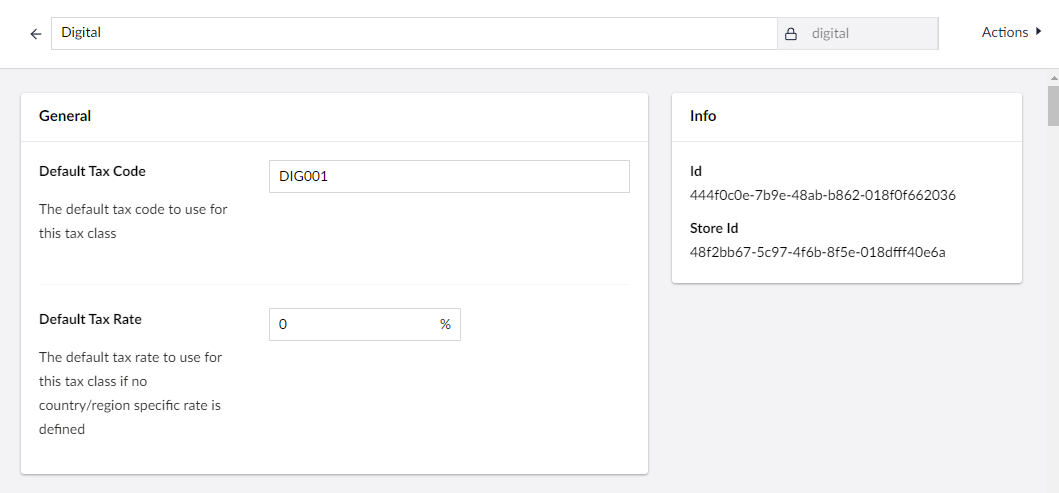 Digital
digital
Actions
General
Default Tax Code
DIG001
The default tax code to use for
this tax class
Default Tax Rate
0 %
The default tax rate to use for
this tax class if no
country/region specific rate is
defined
Info
Id
444f0c0e-7b9e-48ab-b862-018f0f662036
Store Id
48f2bb67-5c97-4f6b-8f5e-018dfff40e6a